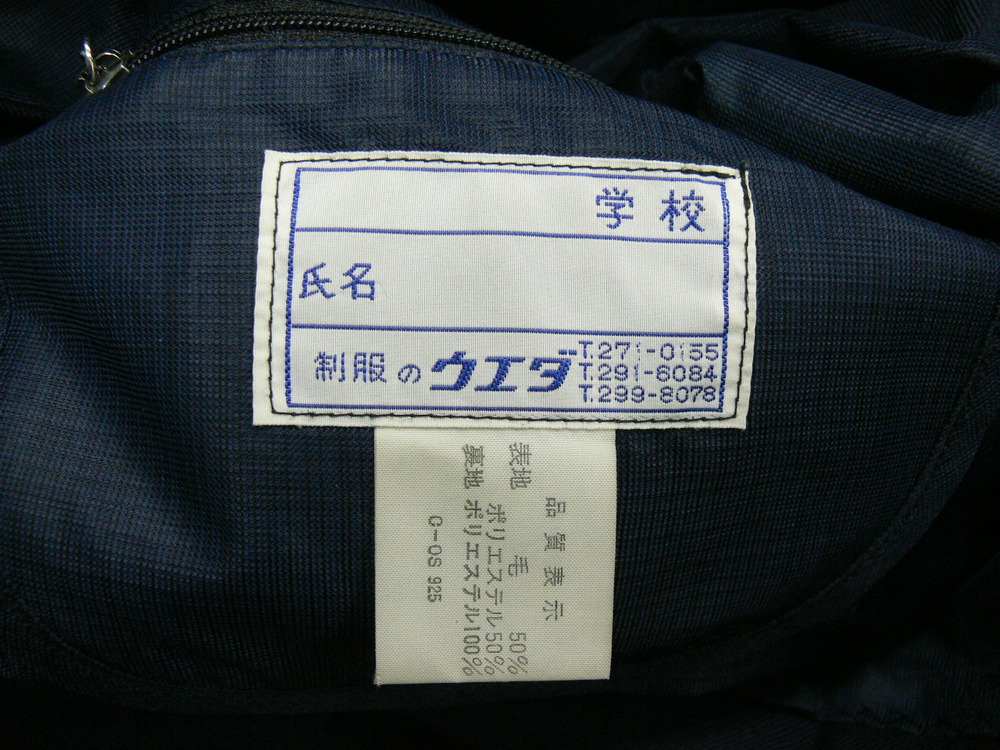 学校
氏名
制服のウエダ
T.271-0155
T.291-6084
T.299-8078
品質表示
表地 毛 50%
ポリエステル50%
裏地 ポリエステル100%
O-OS 925